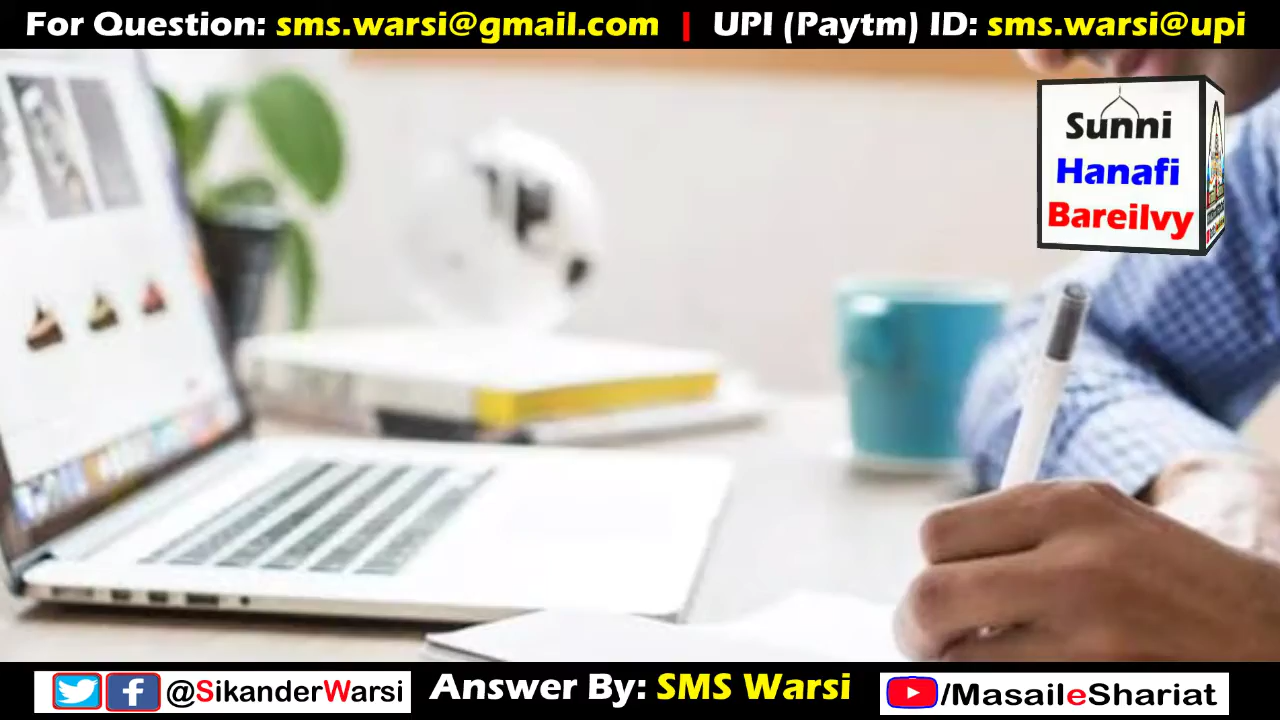 For Question: sms.warsi@gmail.com | UPI (Paytm) ID: sms.warsi@upi
Sunni
Hanafi
Bareilvy
@SikanderWarsi
Answer By: SMS Warsi
/MasaileShariat